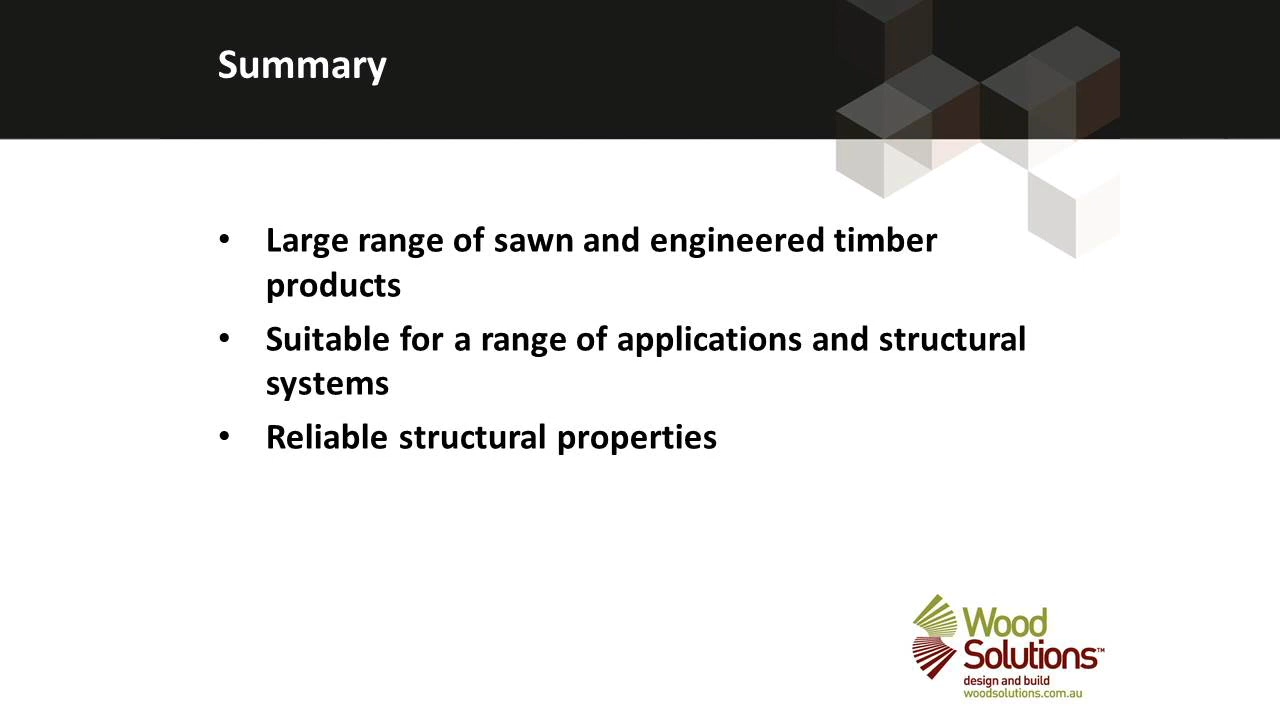 Summary
• Large range of sawn and engineered timber
products
• Suitable for a range of applications and structural
systems
• Reliable structural properties
Wood
Solutions™
design and build
woodsolutions.com.au